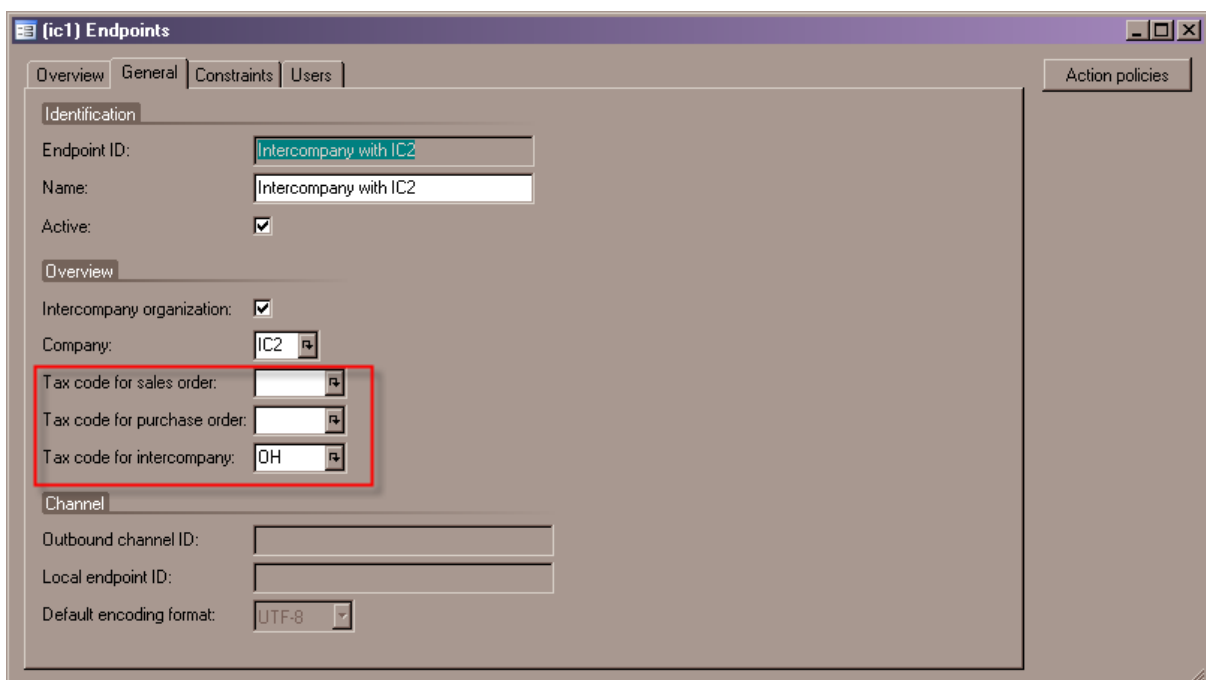 (ic1) Endpoints
Overview General Constraints Users Action policies
Identification
Endpoint ID: Intercompany with IC2
Name: Intercompany with IC2
Active:
Overview
Intercompany organization:
Company: IC2
Tax code for sales order:
Tax code for purchase order:
Tax code for intercompany: OH
Channel
Outbound channel ID:
Local endpoint ID:
Default encoding format: UTF-8